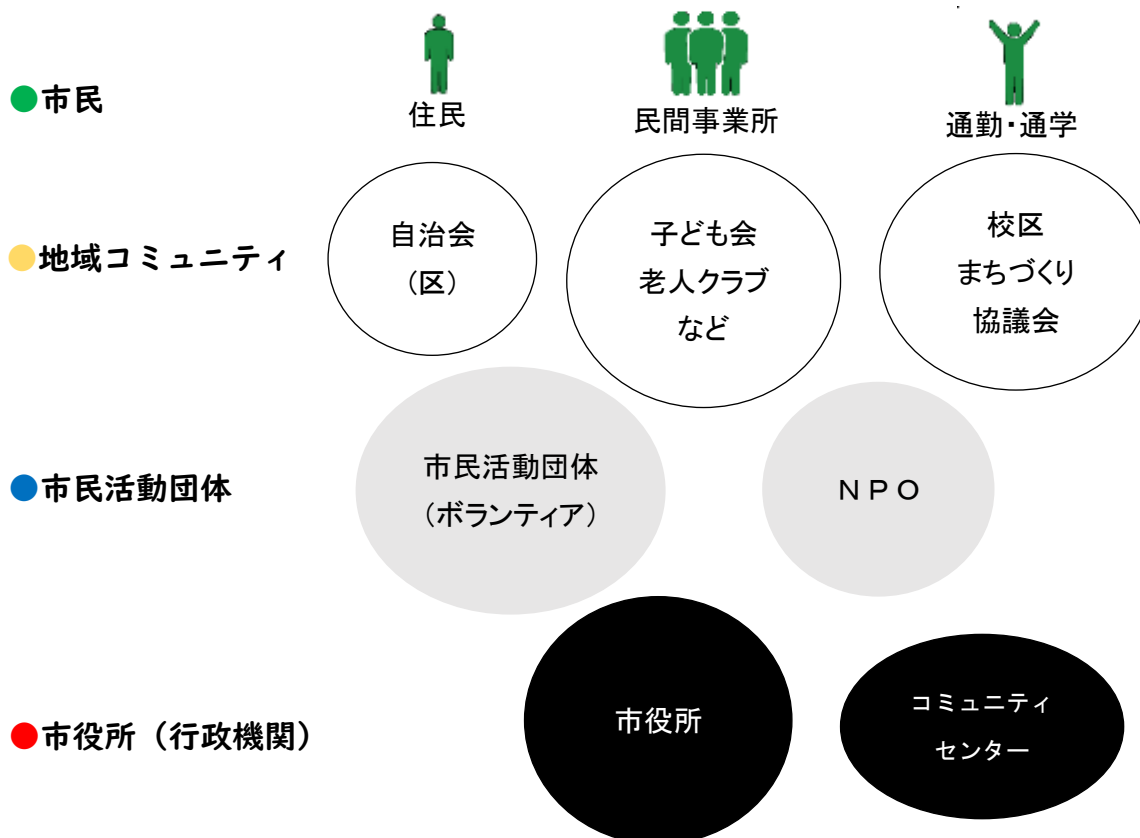 ●市民
住民
民間事業所
通勤・通学
●地域コミュニティ
自治会
（区）
子ども会
老人クラブ
など
校区
まちづくり
協議会
●市民活動団体
市民活動団体
（ボランティア）
ＮＰＯ
●市役所（行政機関）
市役所
コミュニティ
センター